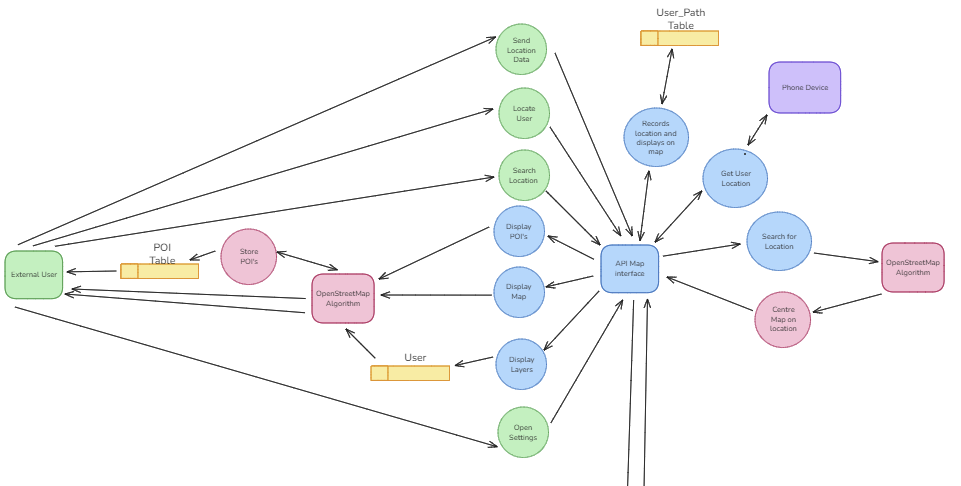 User_Path
Table
Send
Location
Data
Phone Device
Locate
User
Records
location and
displays on
map
Search
Location
Get User
Location
Display
POI's
Search for
Location
POI
Table
Store
POI's
External User
API Map
interface
OpenStreetMap
Algorithm
OpenStreetMap
Algorithm
Display
Map
Centre
Map on
location
User
Display
Layers
Open
Settings